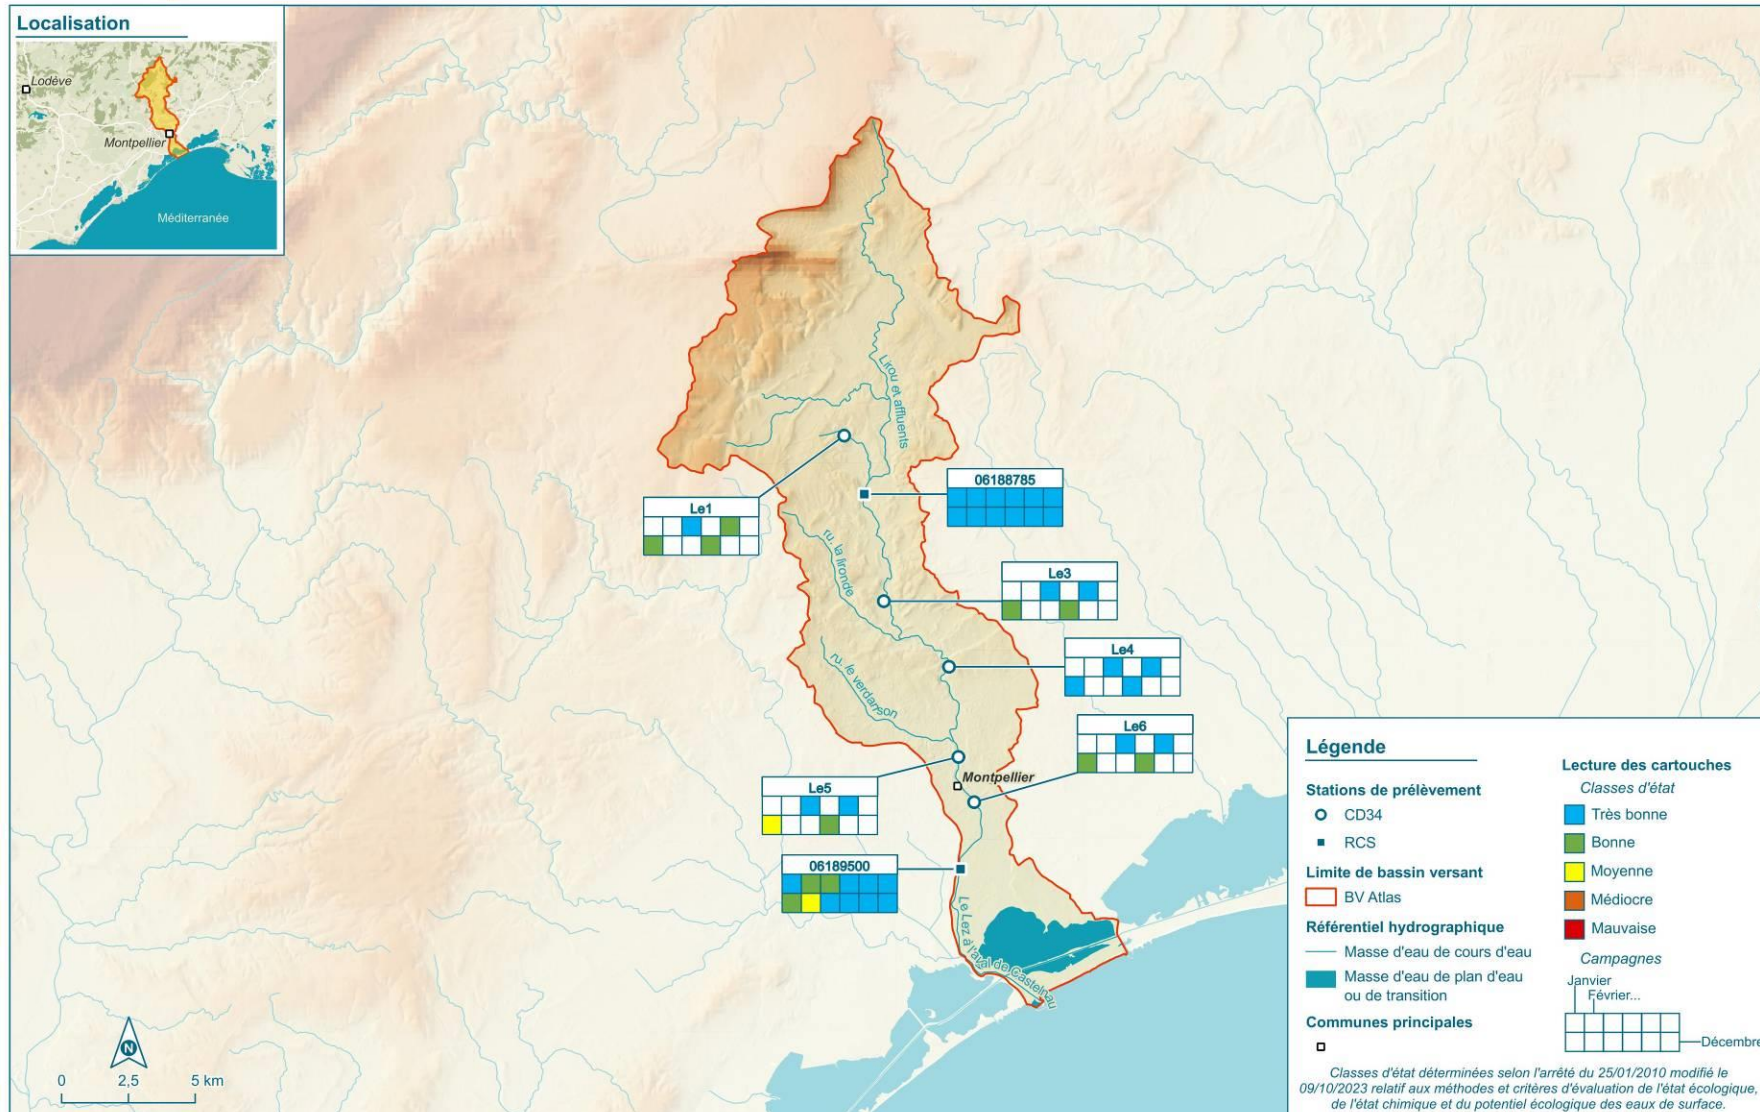 Localisation
Lodève
Montpellier
Méditerranée
Lirou et affluents
06188785
Le1
ru. la lironde
Le3
Le4
ru. le verdanson
Le6
Montpellier
Le5
06189500
Le Lez à l'aval de Castelnau
N
0 2,5 5 km
Légende
Stations de prélèvement
CD34
RCS
Limite de bassin versant
BV Atlas
Référentiel hydrographique
Masse d'eau de cours d'eau
Masse d'eau de plan d'eau
ou de transition
Communes principales
Lecture des cartouches
Classes d'état
Très bonne
Bonne
Moyenne
Médiocre
Mauvaise
Campagnes
Janvier
Février...
Décembre
Classes d'état déterminées selon l'arrêté du 25/01/2010 modifié le
09/10/2023 relatif aux méthodes et critères d'évaluation de l'état écologique,
de l'état chimique et du potentiel écologique des eaux de surface.